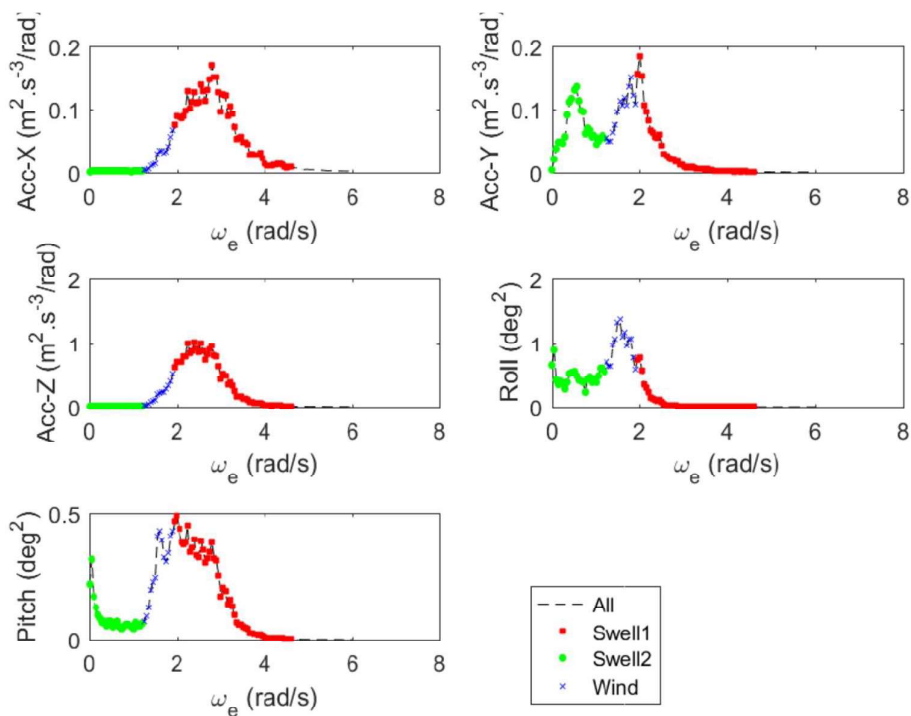 0.2
0.1
0
Acc-X (m².s⁻³/rad)
0 2 4 6 8
ωₑ (rad/s)
0.2
0.1
0
Acc-Y (m².s⁻³/rad)
0 2 4 6 8
ωₑ (rad/s)
2
1
0
Acc-Z (m².s⁻³/rad)
0 2 4 6 8
ωₑ (rad/s)
2
1
0
Roll (deg²)
0 2 4 6 8
ωₑ (rad/s)
0.5
0
Pitch (deg²)
0 2 4 6 8
ωₑ (rad/s)
All
Swell1
Swell2
Wind